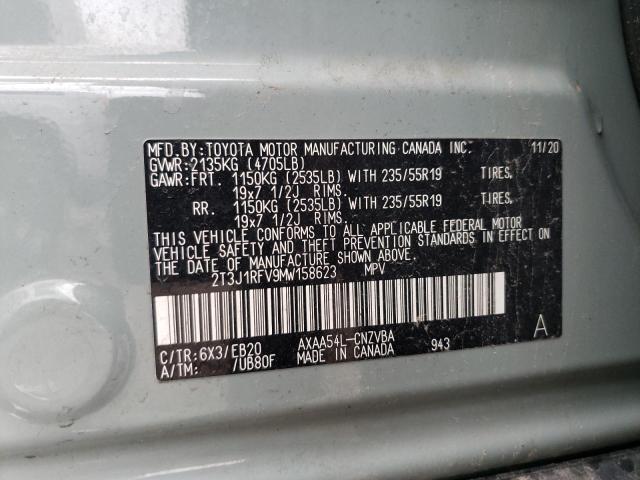 MFD.BY:TOYOTA MOTOR MANUFACTURING CANADA INC. 11/20
GVWR:2135KG (4705LB)
GAWR:FRT. 1150KG (2535LB) WITH 235/55R19 TIRES,
19x7 1/2J RIMS.
RR. 1150KG (2535LB) WITH 235/55R19 TIRES,
19x7 1/2J RIMS.
THIS VEHICLE CONFORMS TO ALL APPLICABLE FEDERAL MOTOR
VEHICLE SAFETY AND THEFT PREVENTION STANDARDS IN EFFECT ON
THE DATE OF MANUFACTURE SHOWN ABOVE.
2T3J1RFV9MW158623 MPV
C/TR:6X3/EB20 AXAA54L-CNZVBA A
A/TM: /UB80F MADE IN CANADA 943